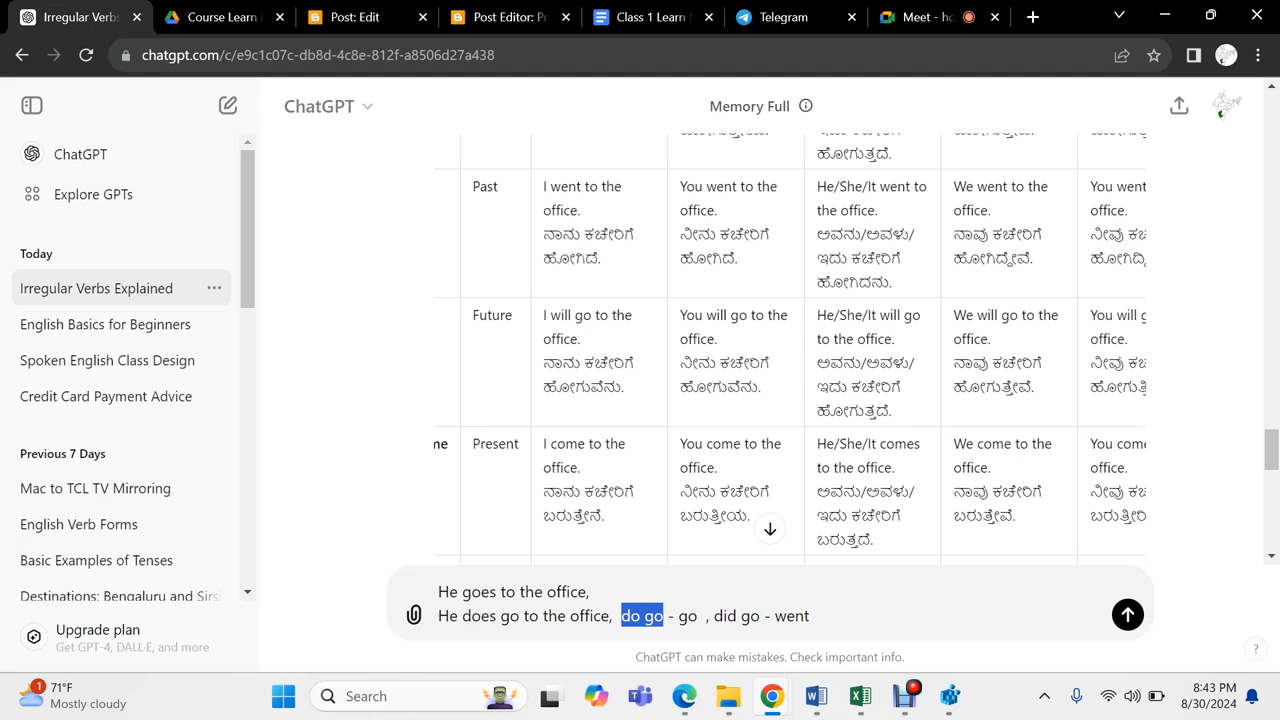 Irregular Verbs
Course Learn
Post: Edit
Post Editor: Pr
Class 1 Learn
Telegram
Meet - ho
chatgpt.com/c/e9c1c07c-db8d-4c8e-812f-a8506d27a438
ChatGPT
Memory Full
ChatGPT
Explore GPTs
Today
Irregular Verbs Explained
English Basics for Beginners
Spoken English Class Design
Credit Card Payment Advice
Previous 7 Days
Mac to TCL TV Mirroring
English Verb Forms
Basic Examples of Tenses
Destinations: Bengaluru and Sirsi
Upgrade plan
Get GPT-4, DALL·E, and more
ಹೋಗುತ್ತದೆ.
Past
I went to the
office.
ನಾನು ಕಚೇರಿಗೆ
ಹೋಗಿದೆ.
You went to the
office.
ನೀನು ಕಚೇರಿಗೆ
ಹೋಗಿದೆ.
He/She/It went to
the office.
ಅವನು/ಅವಳು/
ಇದು ಕಚೇರಿಗೆ
ಹೋಗಿದನು.
We went to the
office.
ನಾವು ಕಚೇರಿಗೆ
ಹೋಗಿದ್ದೇವೆ.
You went
office.
ನೀವು ಕಚ
ಹೋಗಿದ್ದಿ
Future
I will go to the
office.
ನಾನು ಕಚೇರಿಗೆ
ಹೋಗುವೆನು.
You will go to the
office.
ನೀನು ಕಚೇರಿಗೆ
ಹೋಗುವೆನು.
He/She/It will go
to the office.
ಅವನು/ಅವಳು/
ಇದು ಕಚೇರಿಗೆ
ಹೋಗುತ್ತದೆ.
We will go to the
office.
ನಾವು ಕಚೇರಿಗೆ
ಹೋಗುತ್ತೇವೆ.
You will g
office.
ನೀವು ಕಚ
ಹೋಗುತ್ತಿ
me
Present
I come to the
office.
ನಾನು ಕಚೇರಿಗೆ
ಬರುತ್ತೇನೆ.
You come to the
office.
ನೀನು ಕಚೇರಿಗೆ
ಬರುತ್ತೀಯ.
He/She/It comes
to the office.
ಅವನು/ಅವಳು/
ಇದು ಕಚೇರಿಗೆ
ಬರುತ್ತದೆ.
We come to the
office.
ನಾವು ಕಚೇರಿಗೆ
ಬರುತ್ತೇವೆ.
You come
office.
ನೀವು ಕಚ
ಬರುತ್ತೀರಿ
He goes to the office,
He does go to the office, do go - go , did go - went
ChatGPT can make mistakes. Check important info.
?
1
71°F
Mostly cloudy
Search
8:43 PM
8/30/2024